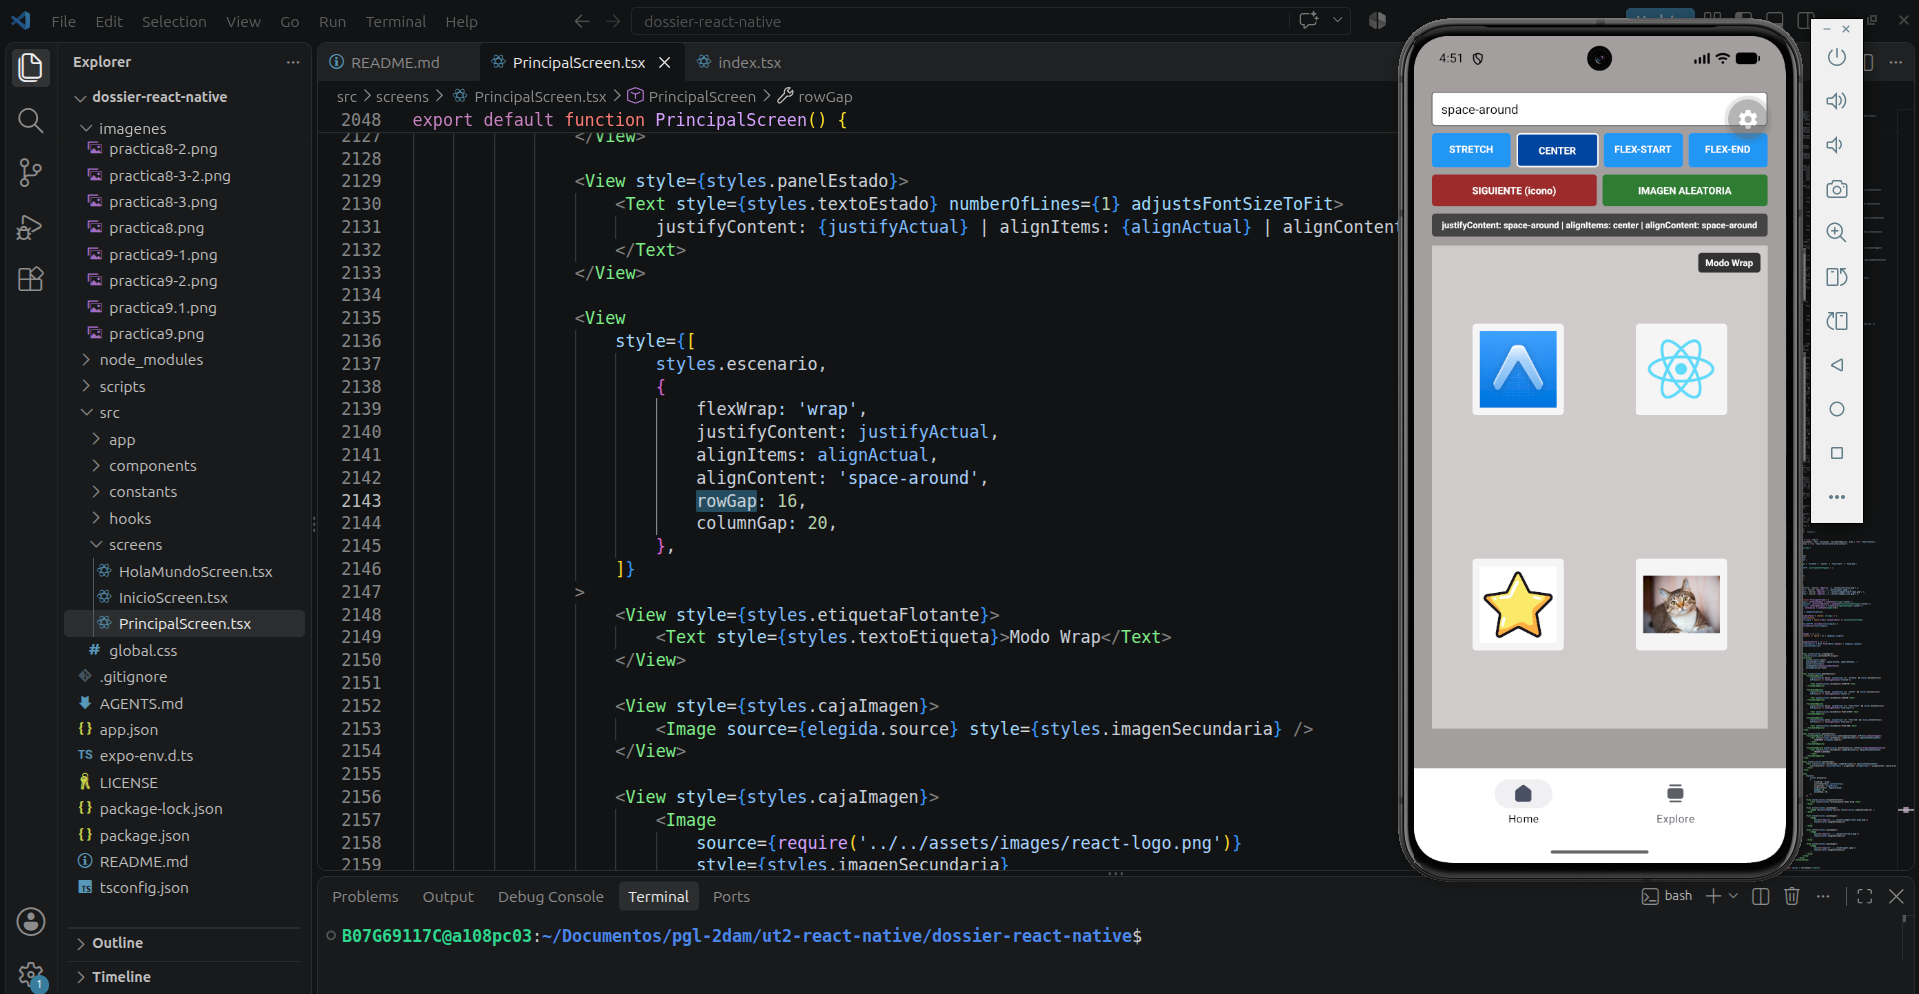 File Edit Selection View Go Run Terminal Help
dossier-react-native
Explorer
dossier-react-native
imagenes
practica8-2.png
practica8-3-2.png
practica8-3.png
practica8.png
practica9-1.png
practica9-2.png
practica9.1.png
practica9.png
node_modules
scripts
src
app
components
constants
hooks
screens
HolaMundoScreen.tsx
InicioScreen.tsx
PrincipalScreen.tsx
# global.css
.gitignore
AGENTS.md
{} app.json
TS expo-env.d.ts
LICENSE
{} package-lock.json
{} package.json
README.md
TS tsconfig.json
Outline
Timeline
1
README.md PrincipalScreen.tsx index.tsx
src > screens > PrincipalScreen.tsx > PrincipalScreen > rowGap
2048 export default function PrincipalScreen() {
2127 </View>
2128
2129 <View style={styles.panelEstado}>
2130 <Text style={styles.textoEstado} numberOfLines={1} adjustsFontSizeToFit>
2131 justifyContent: {justifyActual} | alignItems: {alignActual} | alignContent
2132 </Text>
2133 </View>
2134
2135 <View
2136 style={[
2137 styles.escenario,
2138 {
2139 flexWrap: 'wrap',
2140 justifyContent: justifyActual,
2141 alignItems: alignActual,
2142 alignContent: 'space-around',
2143 rowGap: 16,
2144 columnGap: 20,
2145 },
2146 ]}
2147 >
2148 <View style={styles.etiquetaFlotante}>
2149 <Text style={styles.textoEtiqueta}>Modo Wrap</Text>
2150 </View>
2151
2152 <View style={styles.cajaImagen}>
2153 <Image source={elegida.source} style={styles.imagenSecundaria} />
2154 </View>
2155
2156 <View style={styles.cajaImagen}>
2157 <Image
2158 source={require('../../assets/images/react-logo.png')}
2159 style={styles.imagenSecundaria}
Problems Output Debug Console Terminal Ports
bash
B07G69117C@a108pc03:~/Documentos/pgl-2dam/ut2-react-native/dossier-react-native$
4:51
space-around
STRETCH CENTER FLEX-START FLEX-END
SIGUIENTE (icono) IMAGEN ALEATORIA
justifyContent: space-around | alignItems: center | alignContent: space-around
Modo Wrap
Home Explore